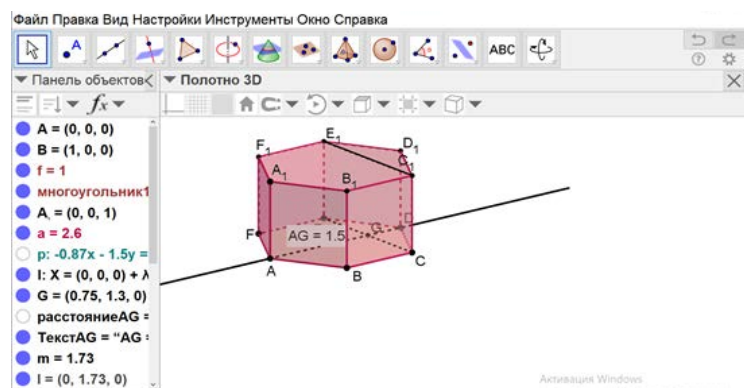 Файл Правка Вид Настройки Инструменты Окно Справка
A
ABC
Панель объектов
Полотно 3D
fx
A = (0, 0, 0)
B = (1, 0, 0)
f = 1
многоугольник1
A, = (0, 0, 1)
a = 2.6
p: -0.87x - 1.5y =
l: X = (0, 0, 0) + λ
G = (0.75, 1.3, 0)
расстояниеAG =
ТекстAG = “AG =
m = 1.73
I = (0, 1.73, 0)
E₁
F₁
D₁
C₁
A₁
B₁
F
AG = 1.5
G
D
A
B
C
Активация Windows